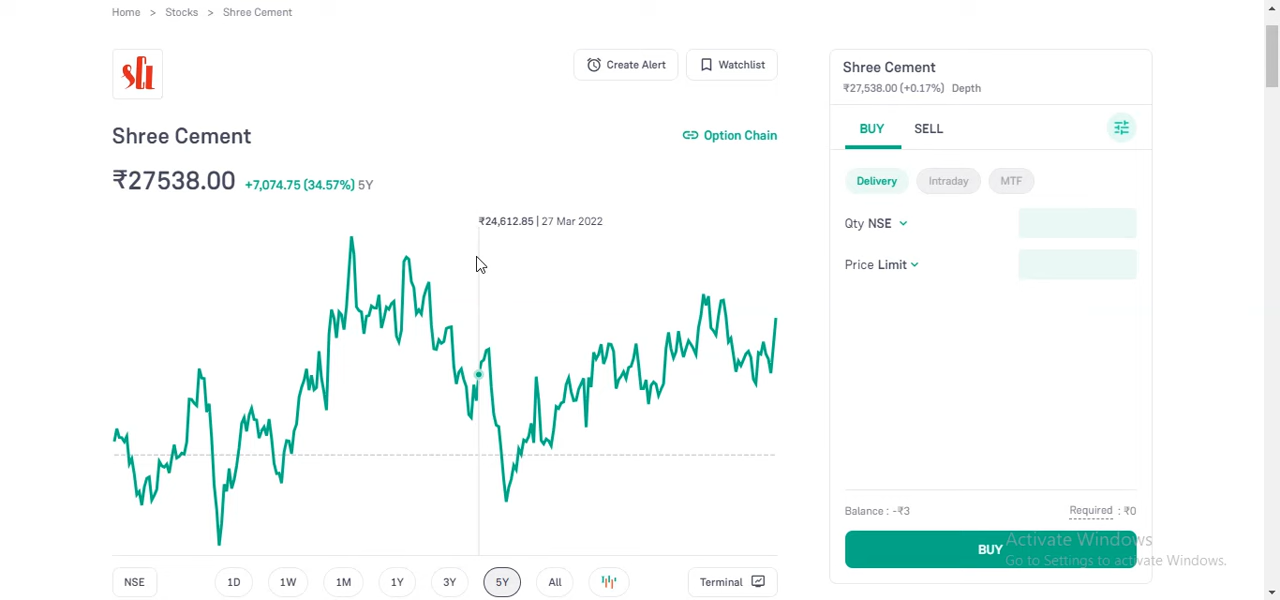 Home > Stocks > Shree Cement
Create Alert
Watchlist
Shree Cement
Option Chain
₹27538.00 +7,074.75 (34.57%) 5Y
₹24,612.85 | 27 Mar 2022
NSE
1D
1W
1M
1Y
3Y
5Y
All
Terminal
Shree Cement
₹27,538.00 (+0.17%) Depth
BUY SELL
Delivery Intraday MTF
Qty NSE
Price Limit
Balance : -₹3 Required : ₹0
BUY
Activate Windows
Go to Settings to activate Windows.